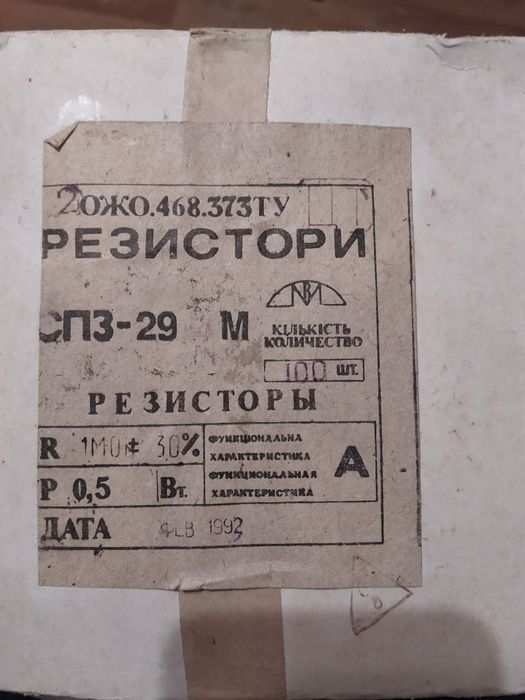 2ОЖО.468.373ТУ
РЕЗИСТОРИ
СП3-29 М
КІЛЬКІСТЬ
КОЛИЧЕСТВО
100 шт.
РЕЗИСТОРЫ
R 1М0 ± 30%
ФУНКЦІОНАЛЬНА
ХАРАКТЕРИСТИКА
ФУНКЦИОНАЛЬНАЯ
ХАРАКТЕРИСТИКА
А
Р 0,5 Вт.
ДАТА ФЕВ 1992